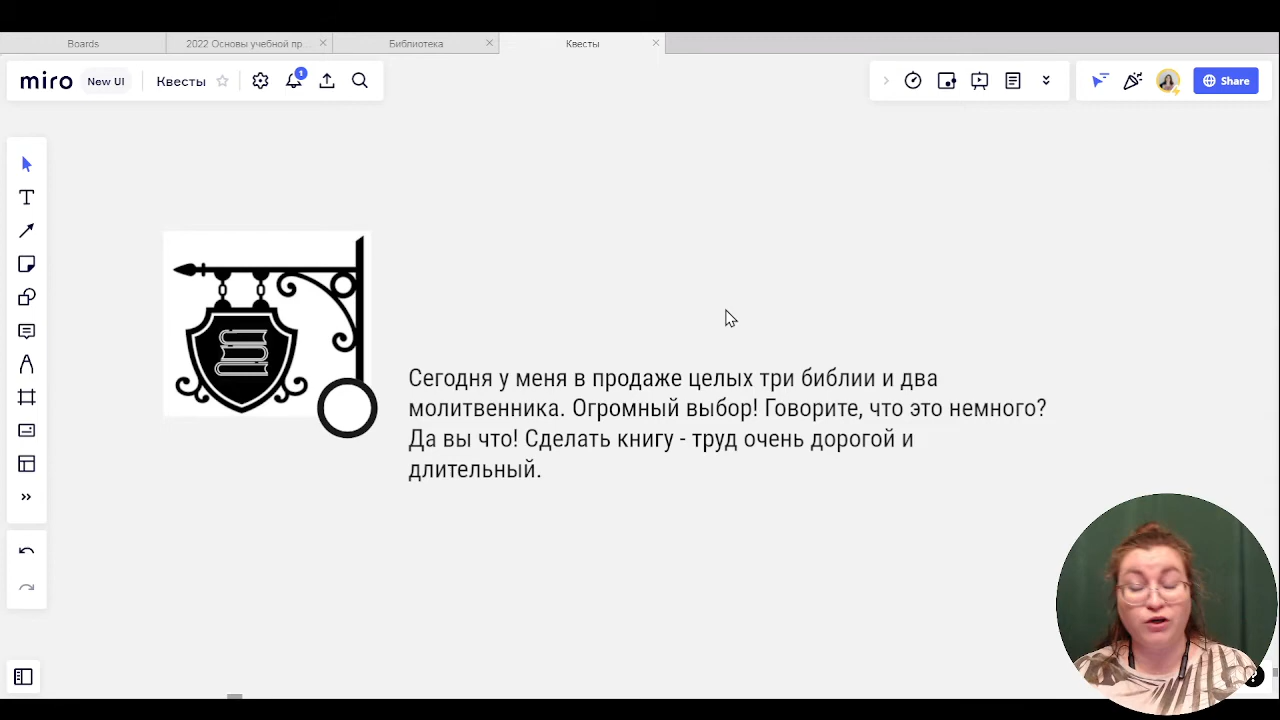 Boards
2022 Основы учебной пр...
Библиотека
Квесты
miro
New UI
Квесты
1
Share
Сегодня у меня в продаже целых три библии и два
молитвенника. Огромный выбор! Говорите, что это немного?
Да вы что! Сделать книгу - труд очень дорогой и
длительный.
?